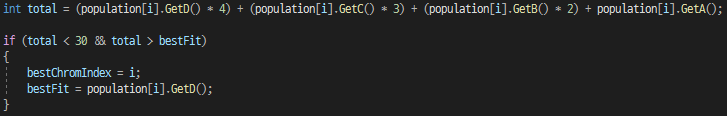 int total = (population[i].GetD() * 4) + (population[i].GetC() * 3) + (population[i].GetB() * 2) + population[i].GetA();
if (total < 30 && total > bestFit)
{
bestChromIndex = i;
bestFit = population[i].GetD();
}